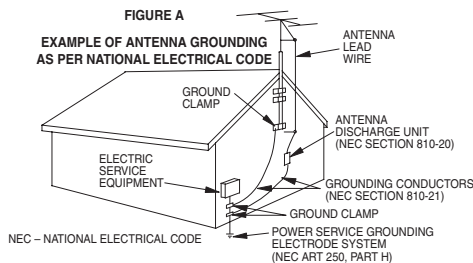 FIGURE A
EXAMPLE OF ANTENNA GROUNDING
AS PER NATIONAL ELECTRICAL CODE
ANTENNA
LEAD
WIRE
GROUND
CLAMP
ANTENNA
DISCHARGE UNIT
(NEC SECTION 810-20)
ELECTRIC
SERVICE
EQUIPMENT
GROUNDING CONDUCTORS
(NEC SECTION 810-21)
GROUND CLAMP
POWER SERVICE GROUNDING
ELECTRODE SYSTEM
(NEC ART 250, PART H)
NEC – NATIONAL ELECTRICAL CODE